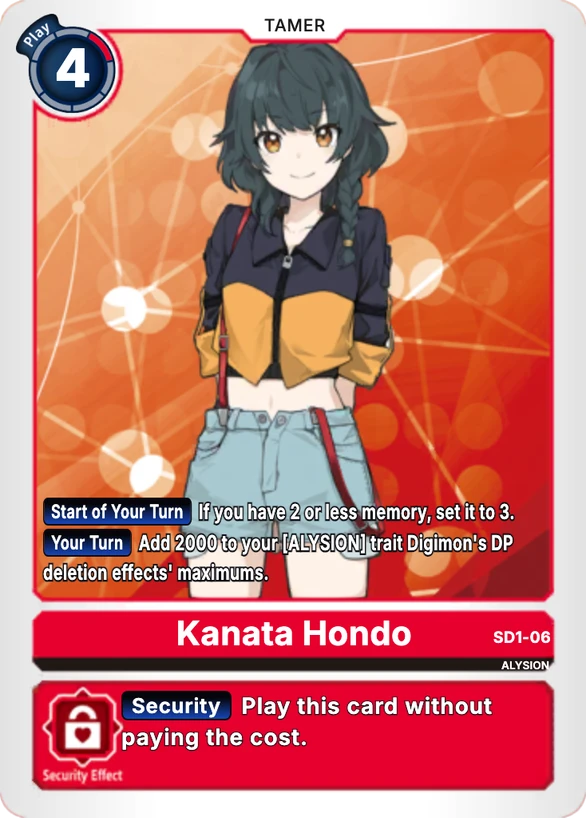 TAMER
Play
4
Start of Your Turn If you have 2 or less memory, set it to 3.
Your Turn Add 2000 to your [ALYSION] trait Digimon's DP
deletion effects' maximums.
Kanata Hondo
SD1-06
ALYSION
Security Play this card without
paying the cost.
Security Effect